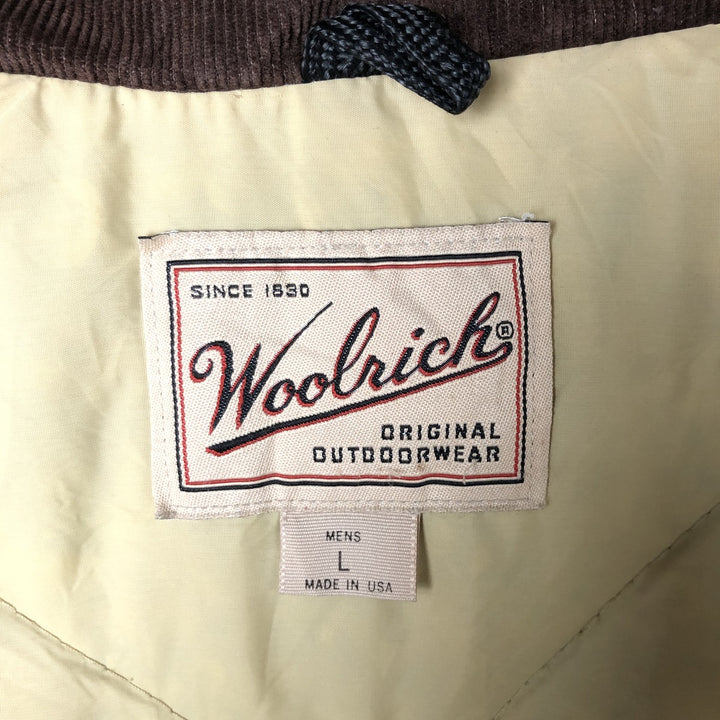 SINCE 1830
Woolrich®
ORIGINAL
OUTDOORWEAR
MENS
L
MADE IN USA